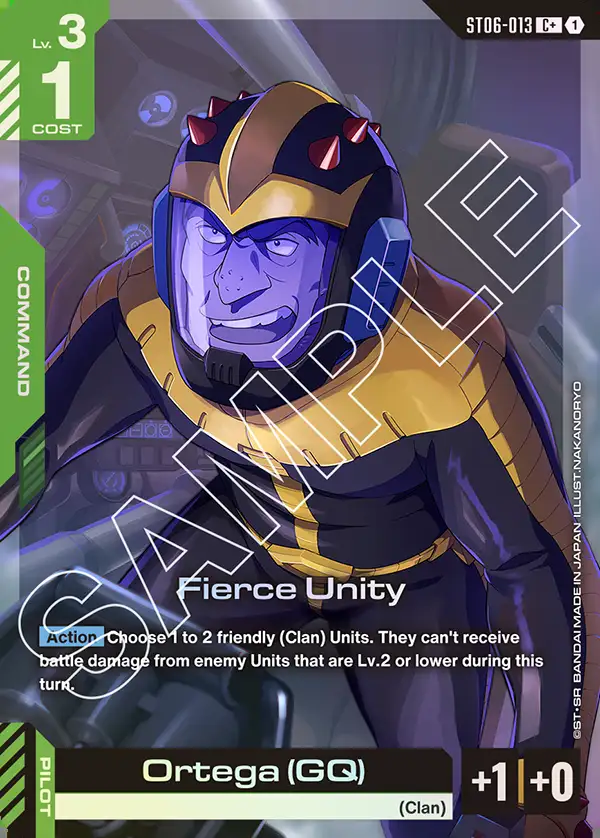 Lv. 3
1
COST
ST06-013 C+ 1
COMMAND
SAMPLE
Fierce Unity
Action Choose 1 to 2 friendly (Clan) Units. They can't receive
battle damage from enemy Units that are Lv.2 or lower during this
turn.
©ST・SR BANDAI MADE IN JAPAN ILLUST.NAKANORYO
PILOT
Ortega (GQ)
(Clan)
+1 +0